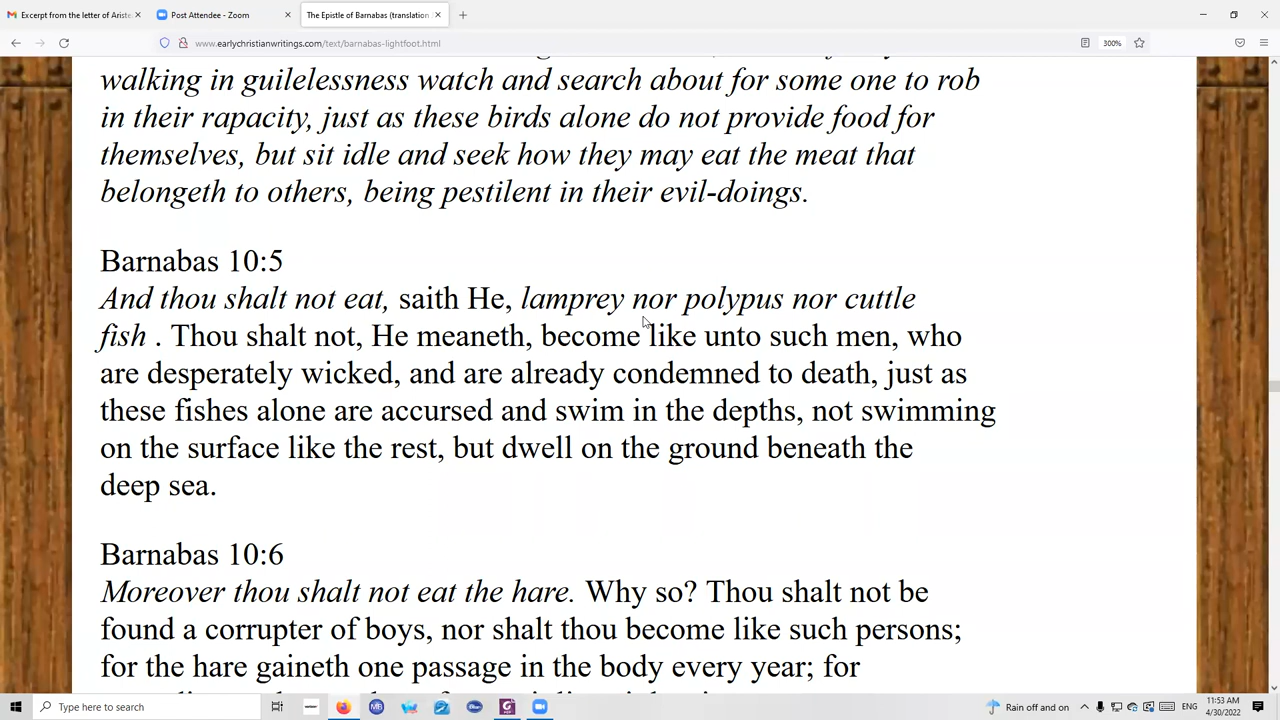 Excerpt from the letter of Ariste
Post Attendee - Zoom
The Epistle of Barnabas (translation
www.earlychristianwritings.com/text/barnabas-lightfoot.html
300%
walking in guilelessness watch and search about for some one to rob
in their rapacity, just as these birds alone do not provide food for
themselves, but sit idle and seek how they may eat the meat that
belongeth to others, being pestilent in their evil-doings.
Barnabas 10:5
And thou shalt not eat, saith He, lamprey nor polypus nor cuttle
fish . Thou shalt not, He meaneth, become like unto such men, who
are desperately wicked, and are already condemned to death, just as
these fishes alone are accursed and swim in the depths, not swimming
on the surface like the rest, but dwell on the ground beneath the
deep sea.
Barnabas 10:6
Moreover thou shalt not eat the hare. Why so? Thou shalt not be
found a corrupter of boys, nor shalt thou become like such persons;
for the hare gaineth one passage in the body every year; for
Type here to search
Rain off and on
ENG
11:53 AM
4/30/2022